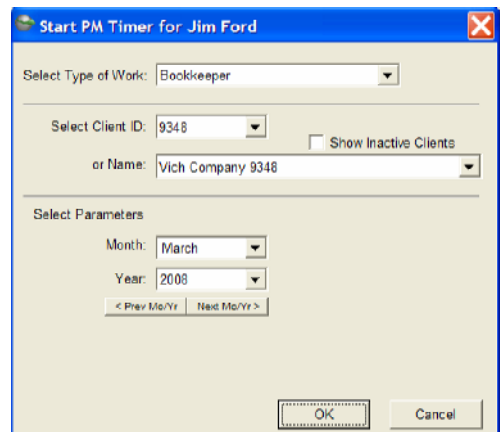 Start PM Timer for Jim Ford
Select Type of Work: Bookkeeper
Select Client ID: 9348
Show Inactive Clients
or Name: Vich Company 9348
Select Parameters
Month: March
Year: 2008
< Prev Mo/Yr Next Mo/Yr >
OK Cancel